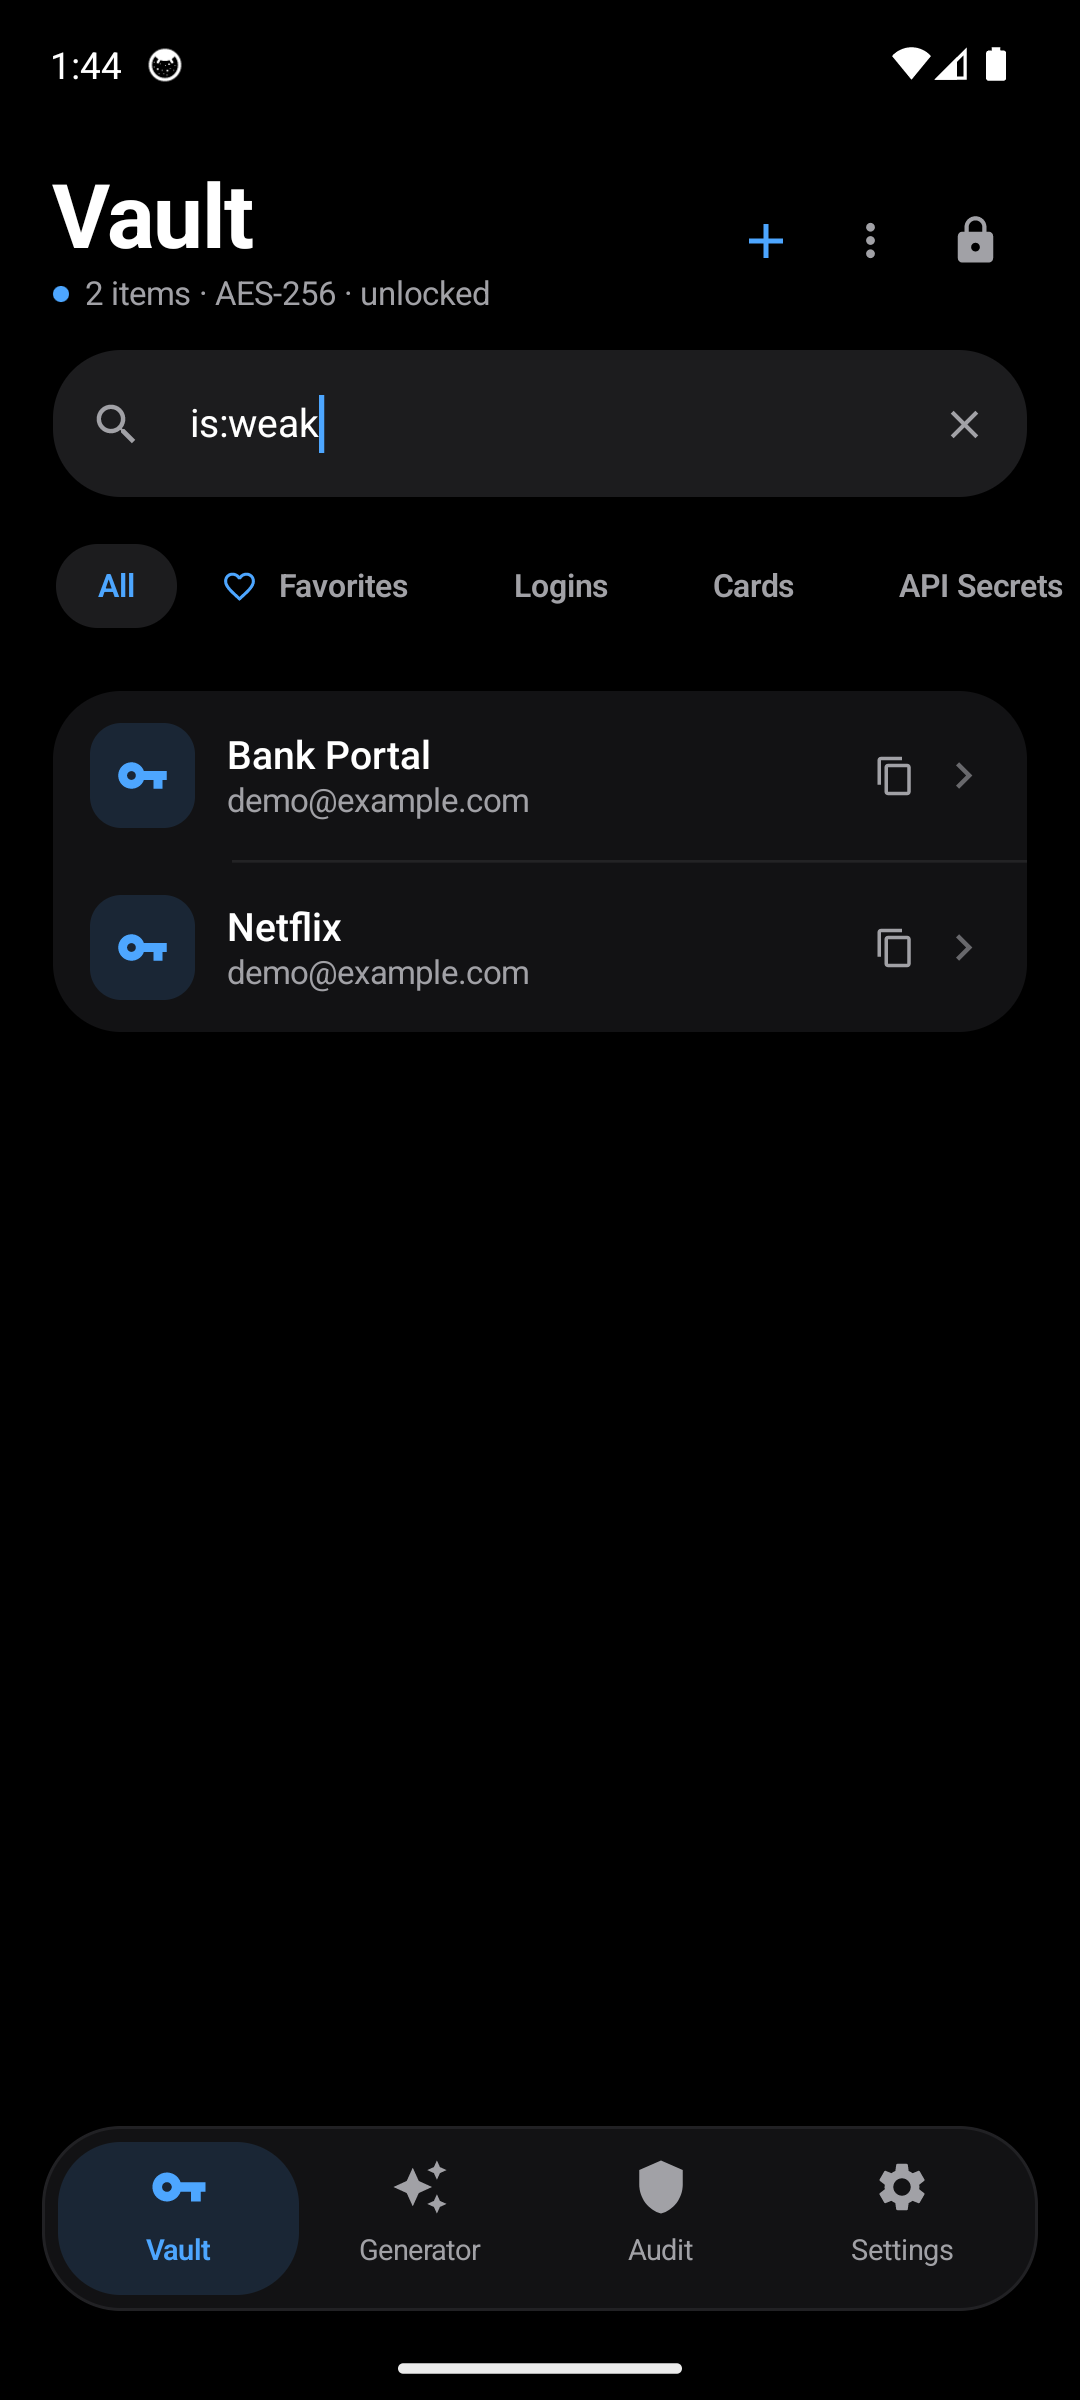 1:44
Vault
2 items · AES-256 · unlocked
is:weak
All
Favorites
Logins
Cards
API Secrets
Bank Portal
demo@example.com
Netflix
demo@example.com
Vault
Generator
Audit
Settings